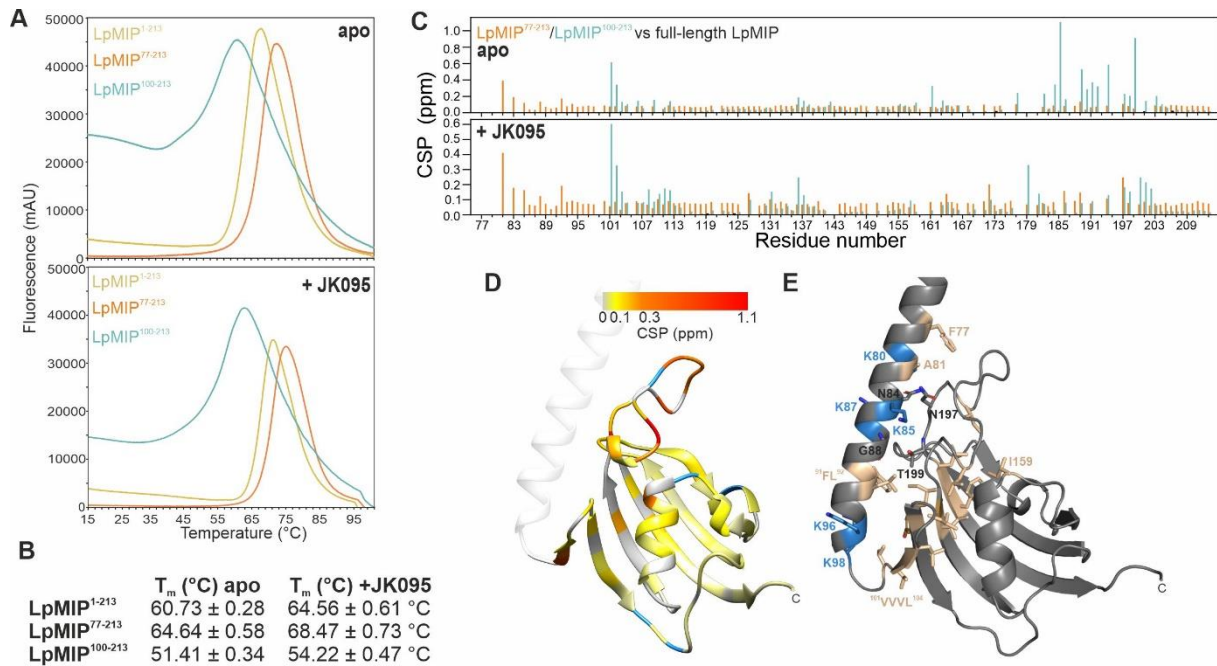 A
50000
LpMIP1-213
LpMIP77-213
LpMIP100-213
apo
40000
30000
20000
10000
0
50000
LpMIP1-213
LpMIP77-213
LpMIP100-213
+ JK095
40000
30000
20000
10000
0
Fluorescence (mAU)
15 25 35 45 55 65 75 85 95
Temperature (°C)
B
Tm (°C) apo Tm (°C) +JK095
LpMIP1-213 60.73 ± 0.28 64.56 ± 0.61 °C
LpMIP77-213 64.64 ± 0.58 68.47 ± 0.73 °C
LpMIP100-213 51.41 ± 0.34 54.22 ± 0.47 °C
C
LpMIP77-213/LpMIP100-213 vs full-length LpMIP
apo
1.0
0.8
0.6
0.4
0.2
0.0
+ JK095
0.6
0.5
0.4
0.3
0.2
0.1
0.0
CSP (ppm)
77 83 89 95 101 107 113 119 125 131 137 143 149 155 161 167 173 179 185 191 197 203 209
Residue number
D
0 0.1 0.3 1.1
CSP (ppm)
C
E
F77
K80
A81
N84
K87
N197
K85
G88
T199
I159
91FL92
K96
K98
101VVVL104
C